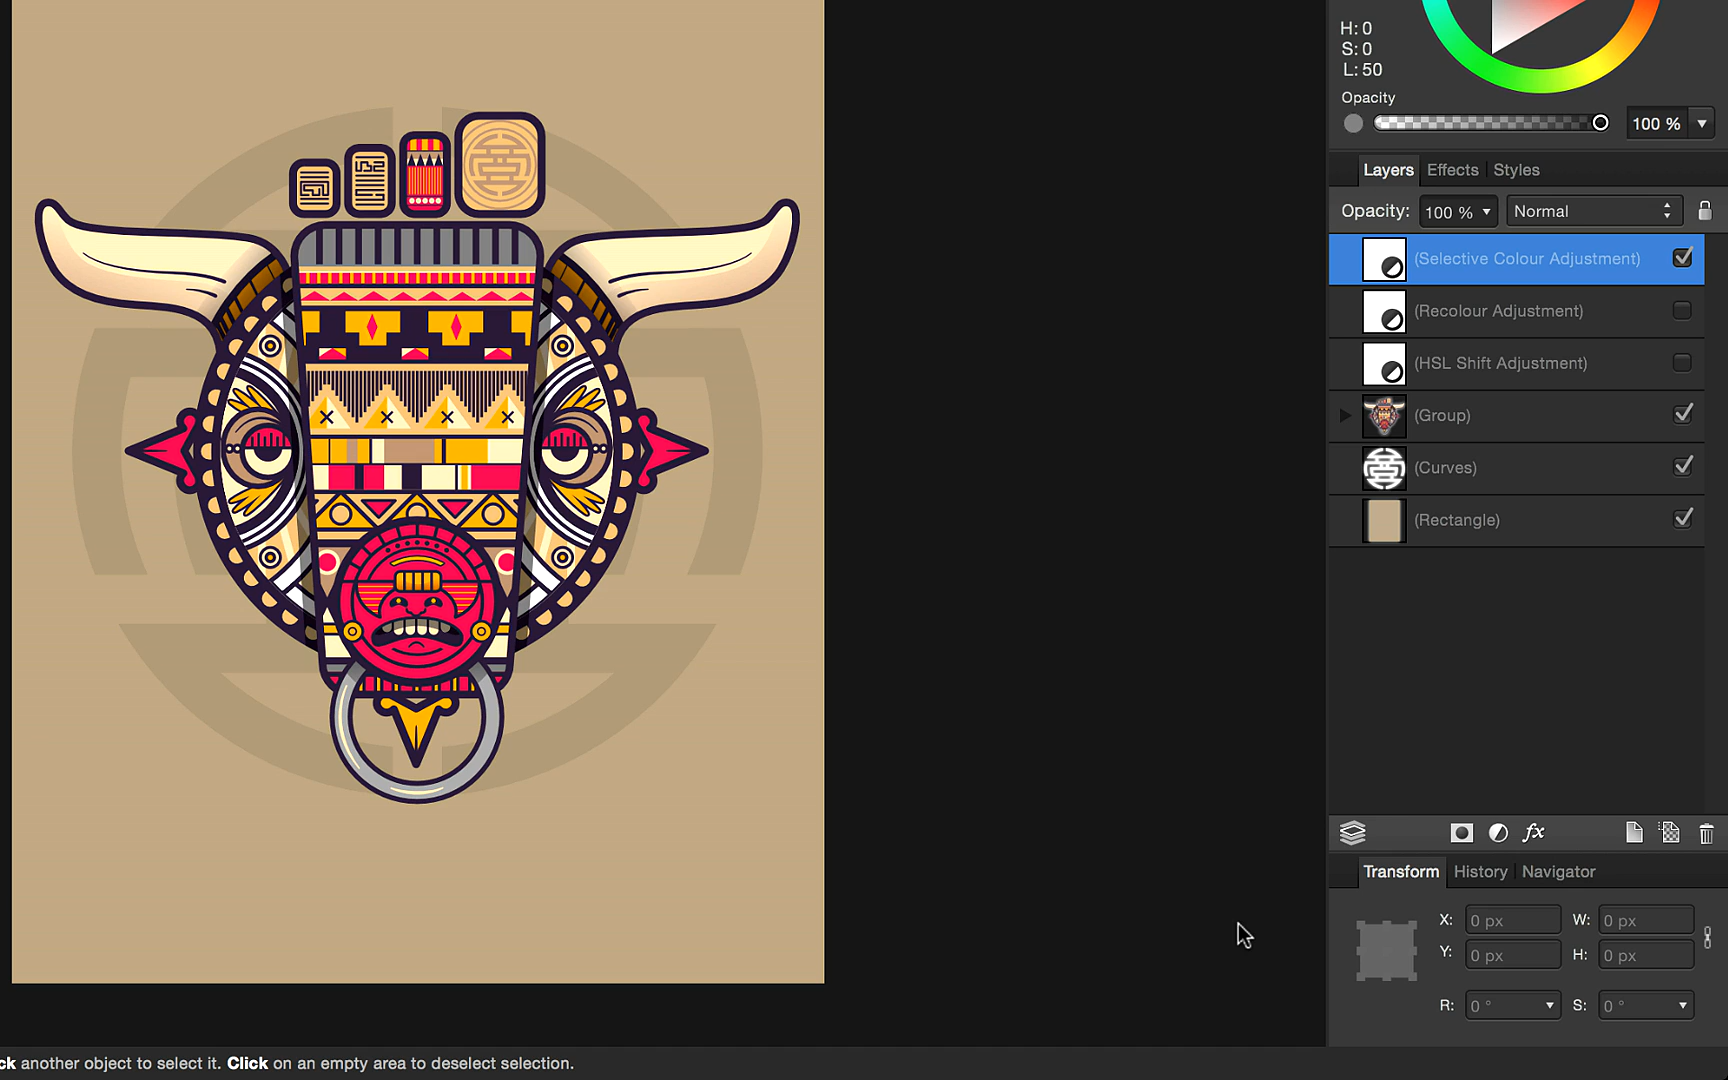 H: 0
S: 0
L: 50
Opacity
100 %
Layers Effects Styles
Opacity: 100 % Normal
(Selective Colour Adjustment)
(Recolour Adjustment)
(HSL Shift Adjustment)
(Group)
(Curves)
(Rectangle)
fx
Transform History Navigator
X: 0 px W: 0 px
Y: 0 px H: 0 px
R: 0 ° S: 0 °
ck another object to select it. Click on an empty area to deselect selection.